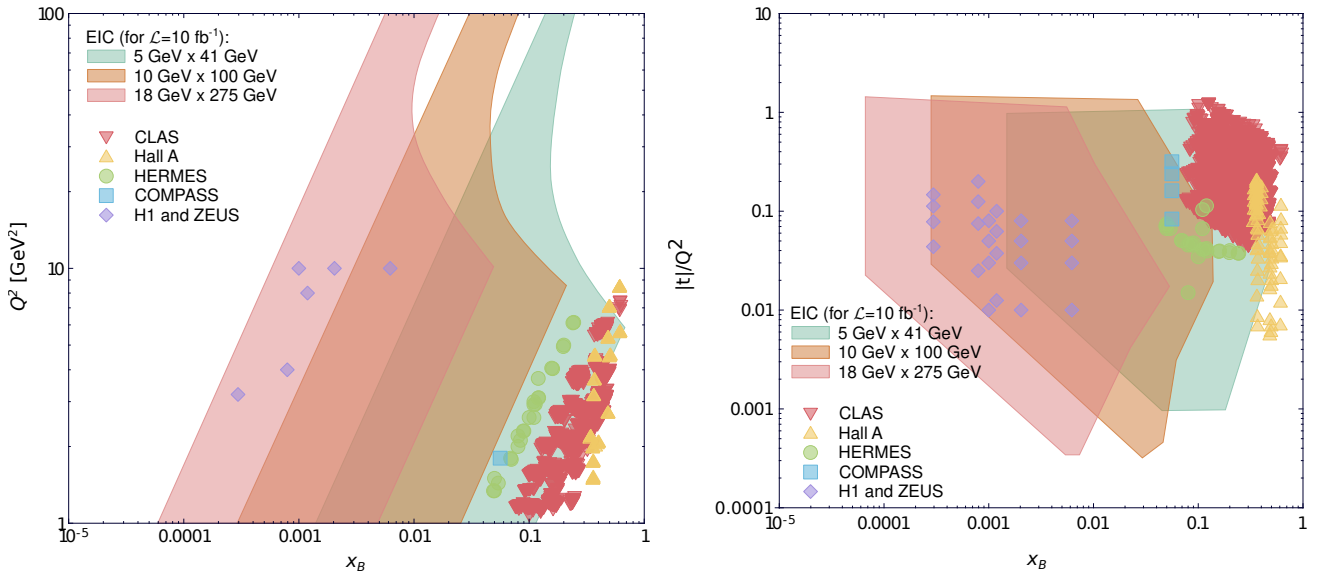 100
EIC (for ℒ=10 fb⁻¹):
5 GeV x 41 GeV
10 GeV x 100 GeV
18 GeV x 275 GeV
CLAS
Hall A
HERMES
COMPASS
H1 and ZEUS
10
1
Q² [GeV²]
10⁻⁵
0.0001
0.001
0.01
0.1
1
x_B
10
1
0.1
0.01
0.001
0.0001
|t|/Q²
EIC (for ℒ=10 fb⁻¹):
5 GeV x 41 GeV
10 GeV x 100 GeV
18 GeV x 275 GeV
CLAS
Hall A
HERMES
COMPASS
H1 and ZEUS
10⁻⁵
0.0001
0.001
0.01
0.1
1
x_B